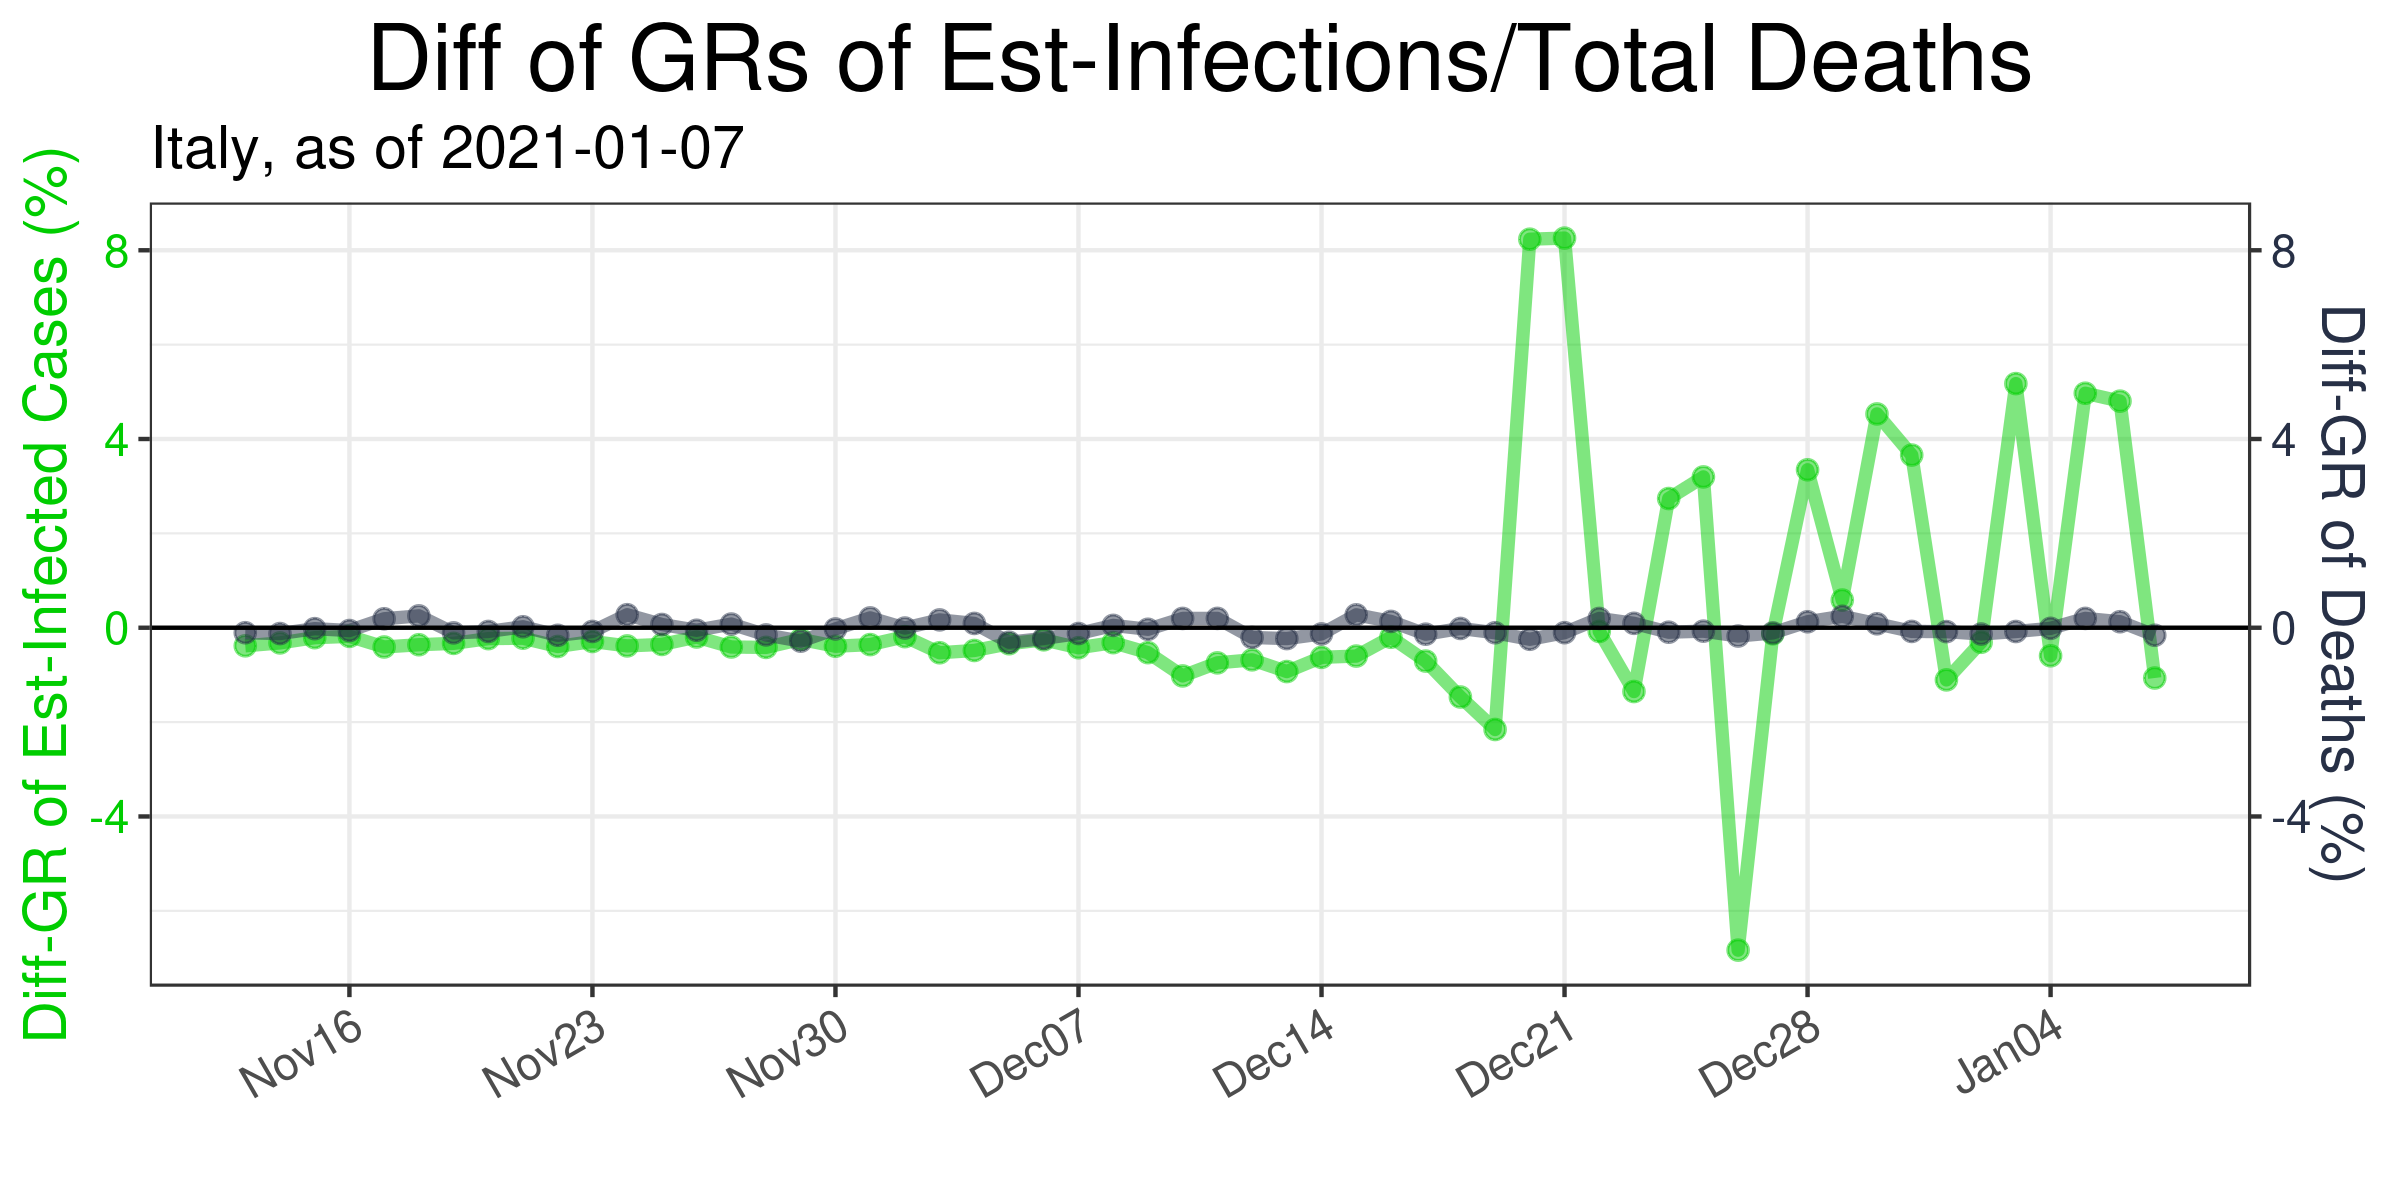 Diff of GRs of Est-Infections/Total Deaths
Italy, as of 2021-01-07
Diff-GR of Est-Infected Cases (%)
8
4
0
-4
8
4
0
-4
Diff-GR of Deaths (%)
Nov16
Nov23
Nov30
Dec07
Dec14
Dec21
Dec28
Jan04